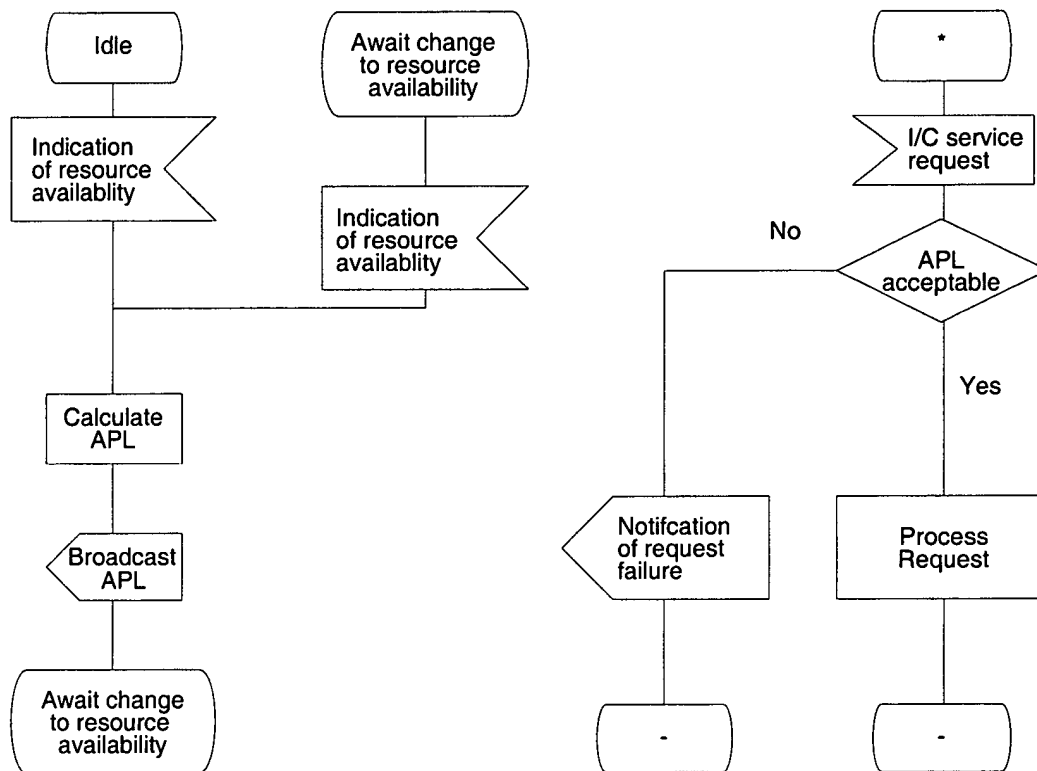 Idle
Indication
of resource
availablity
Await change
to resource
availability
Indication
of resource
availablity
Calculate
APL
Broadcast
APL
Await change
to resource
availability
*
I/C service
request
APL
acceptable
No
Yes
Notifcation
of request
failure
Process
Request
-
-